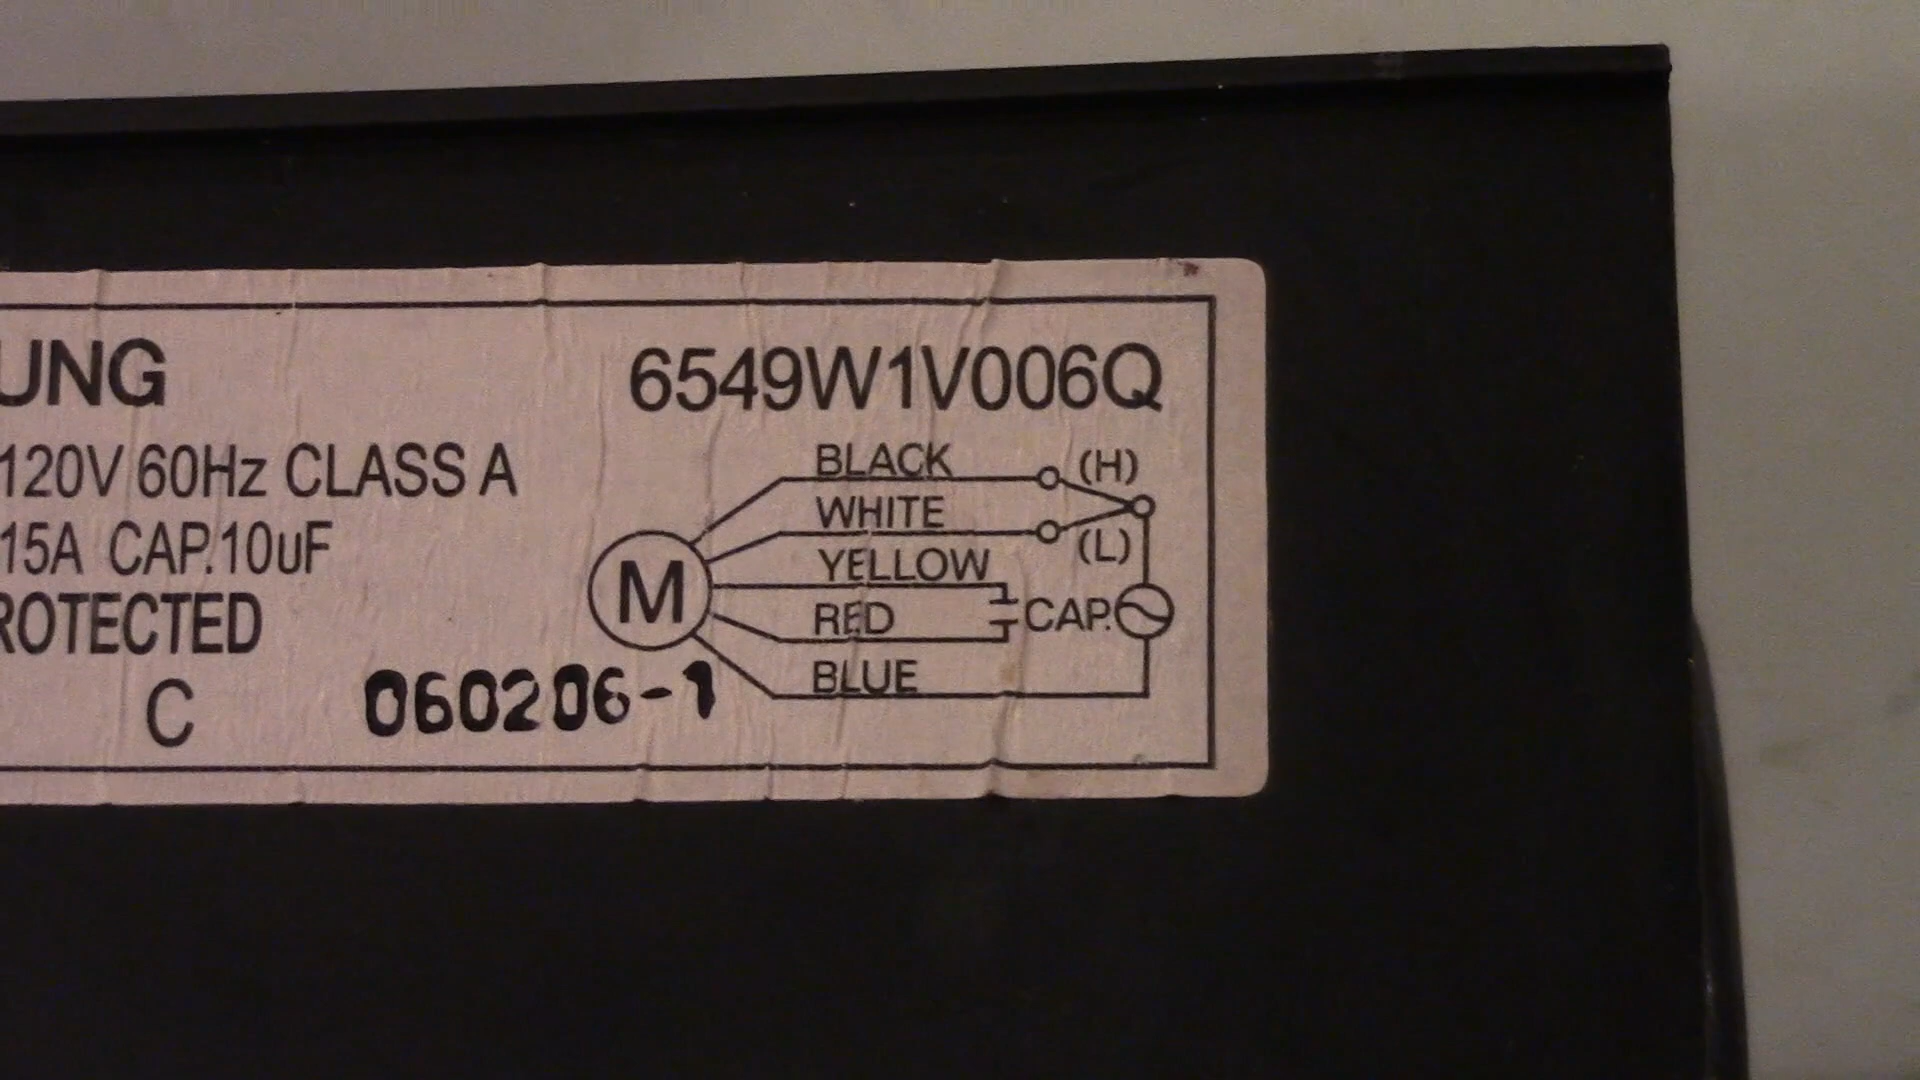 UNG
6549W1V006Q
120V 60Hz CLASS A
15A CAP.10uF
ROTECTED
C
060206-1
BLACK
(H)
WHITE
(L)
YELLOW
RED
CAP.
BLUE
M